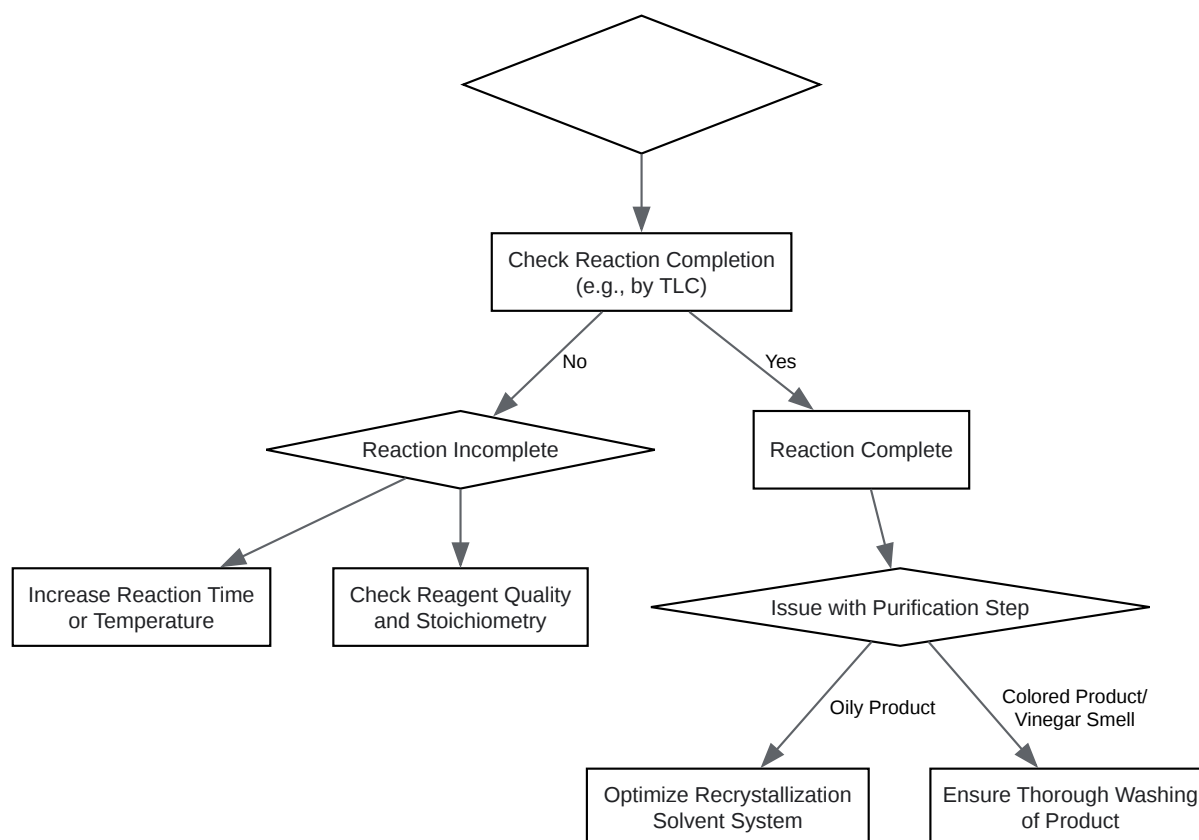 Check Reaction Completion
(e.g., by TLC)
No
Yes
Reaction Incomplete
Reaction Complete
Increase Reaction Time
or Temperature
Check Reagent Quality
and Stoichiometry
Issue with Purification Step
Oily Product
Colored Product/
Vinegar Smell
Optimize Recrystallization
Solvent System
Ensure Thorough Washing
of Product